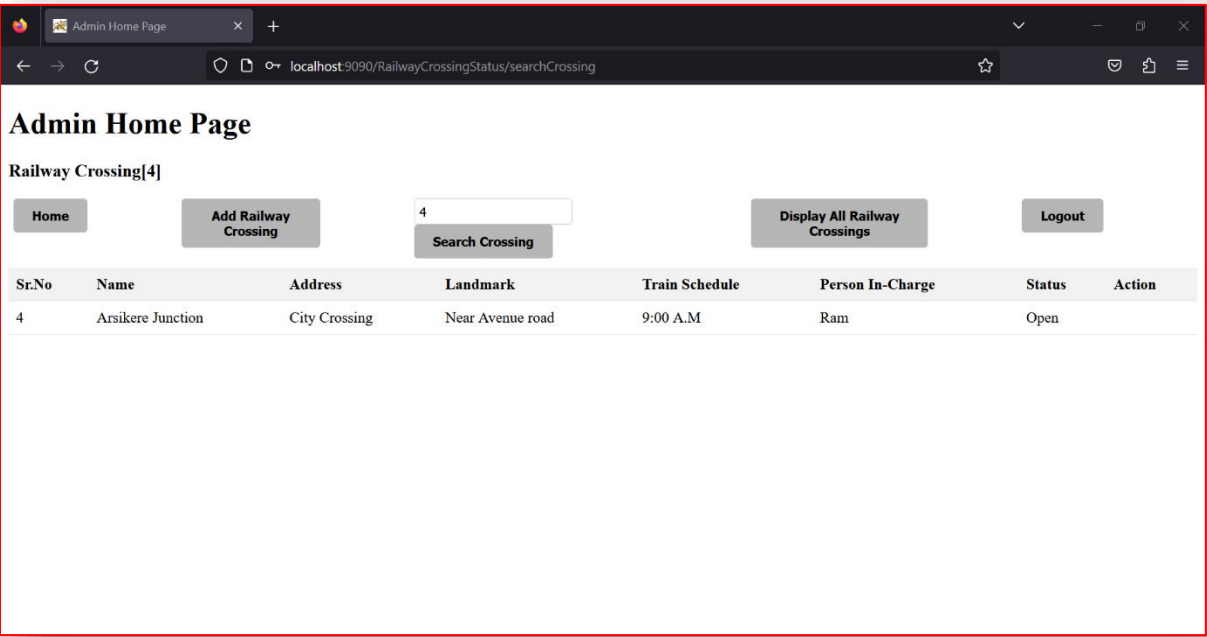 Admin Home Page
localhost:9090/RailwayCrossingStatus/searchCrossing
Admin Home Page
Railway Crossing[4]
Home
Add Railway
Crossing
4
Search Crossing
Display All Railway
Crossings
Logout
Sr.No Name Address Landmark Train Schedule Person In-Charge Status Action
4 Arsikere Junction City Crossing Near Avenue road 9:00 A.M Ram Open